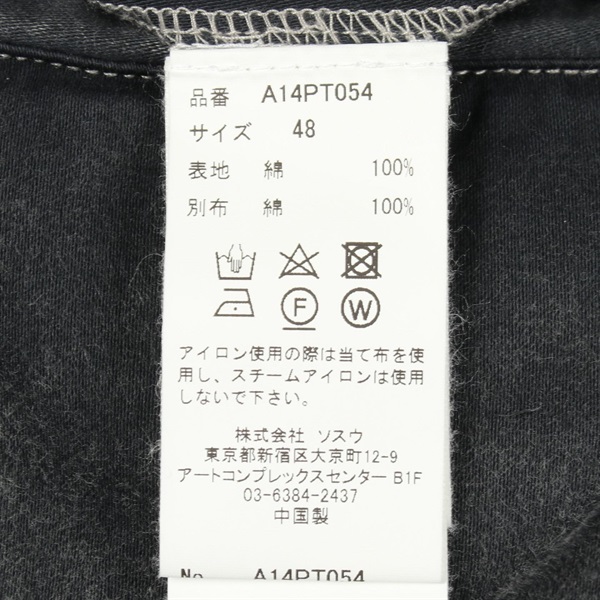 品番 A14PT054
サイズ 48
表地 綿 100%
別布 綿 100%
F W
アイロン使用の際は当て布を使
用し、スチームアイロンは使用
しないで下さい。
株式会社 ソスウ
東京都新宿区大京町12-9
アートコンプレックスセンター B1F
03-6384-2437
中国製
No. A14PT054